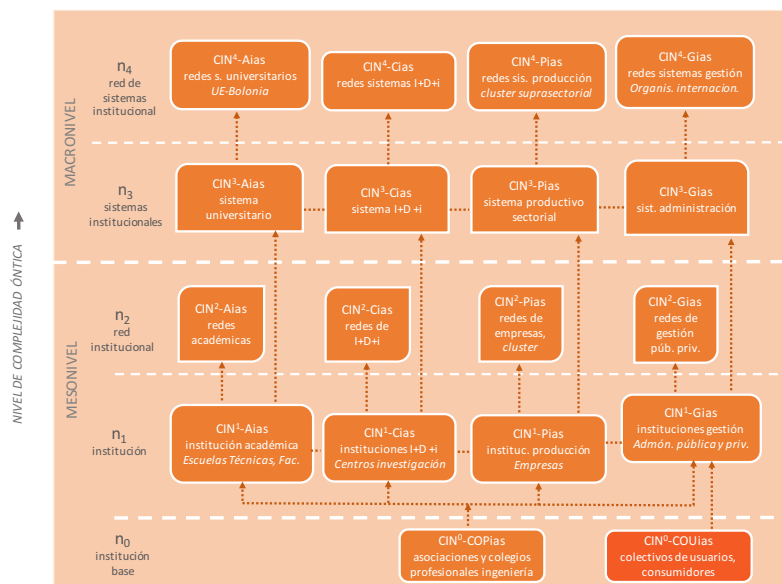 NIVEL DE COMPLEJIDAD ÓNTICA
MACRONIVEL
n4
red de
sistemas
institucional
CIN⁴-Aias
redes s. universitarios
UE-Bolonia
CIN⁴-Cias
redes sistemas I+D+i
CIN⁴-Pias
redes sis. producción
cluster suprasectorial
CIN⁴-Gias
redes sistemas gestión
Organis. internacion.
n3
sistemas
institucionales
CIN³-Aias
sistema
universitario
CIN³-Cias
sistema I+D +i
CIN³-Pias
sistema productivo
sectorial
CIN³-Gias
sist. administración
MESONIVEL
n2
red
institucional
CIN²-Aias
redes
académicas
CIN²-Cias
redes de
I+D+i
CIN²-Pias
redes de
empresas,
cluster
CIN²-Gias
redes de
gestión
púb. priv.
n1
institución
CIN¹-Aias
institución académica
Escuelas Técnicas, Fac.
CIN¹-Cias
instituciones I+D +i
Centros investigación
CIN¹-Pias
instituc. producción
Empresas
CIN¹-Gias
instituciones gestión
Admón. pública y priv.
n0
institución
base
CIN⁰-COPias
asociaciones y colegios
profesionales ingeniería
CIN⁰-COUias
colectivos de usuarios,
consumidores